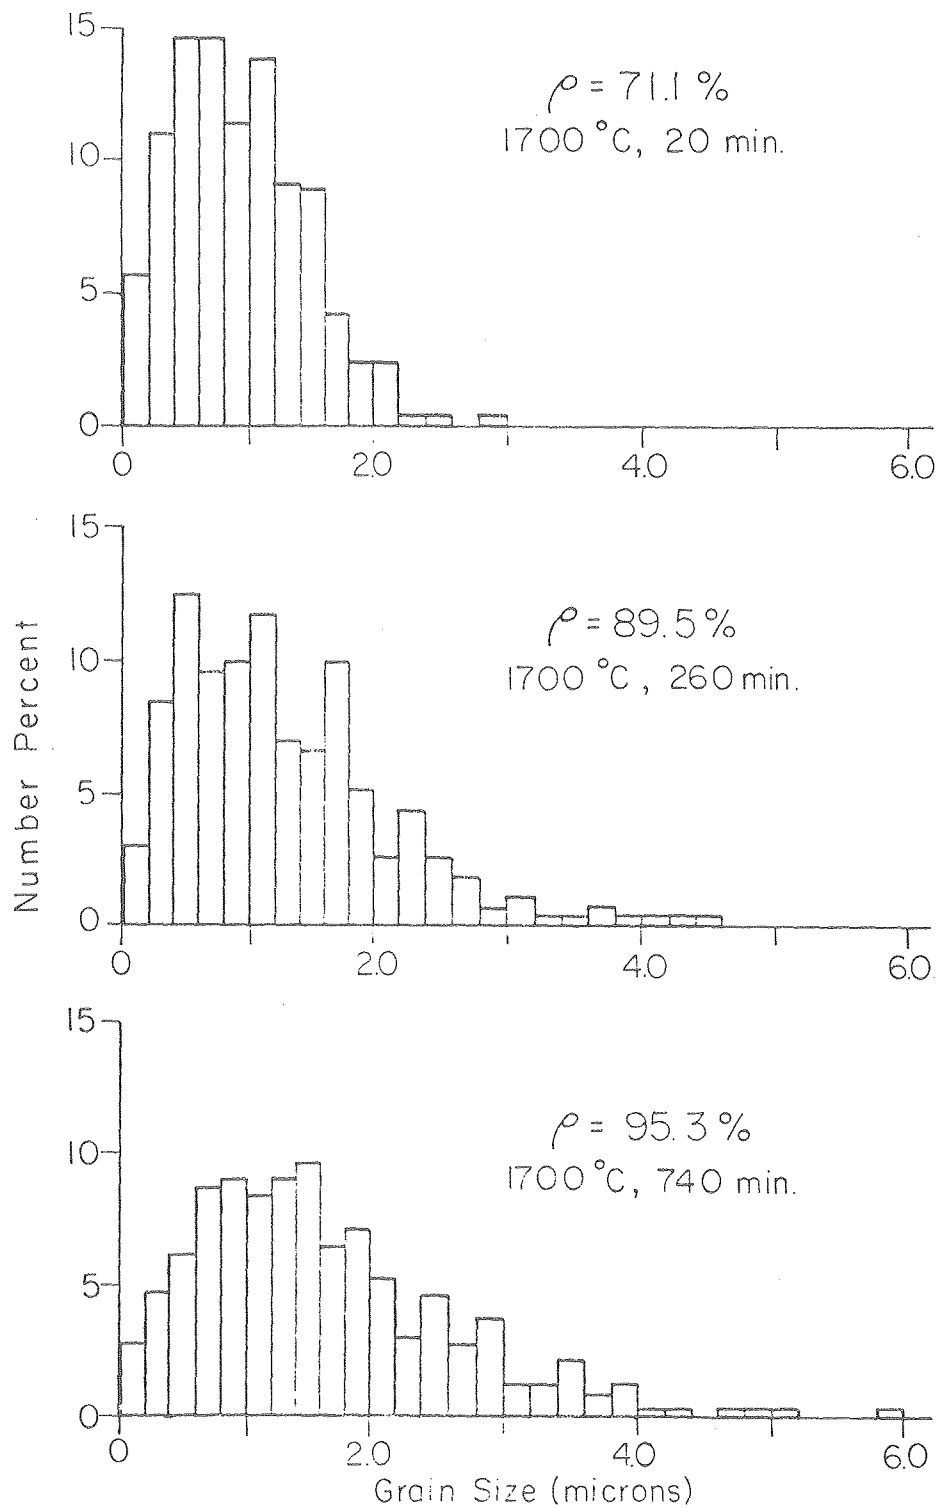 15
10
5
0
0 2.0 4.0 6.0
ρ = 71.1 %
1700 °C, 20 min.
15
10
5
0
0 2.0 4.0 6.0
ρ = 89.5 %
1700 °C, 260 min.
Number Percent
15
10
5
0
0 2.0 4.0 6.0
ρ = 95.3 %
1700 °C, 740 min.
Grain Size (microns)